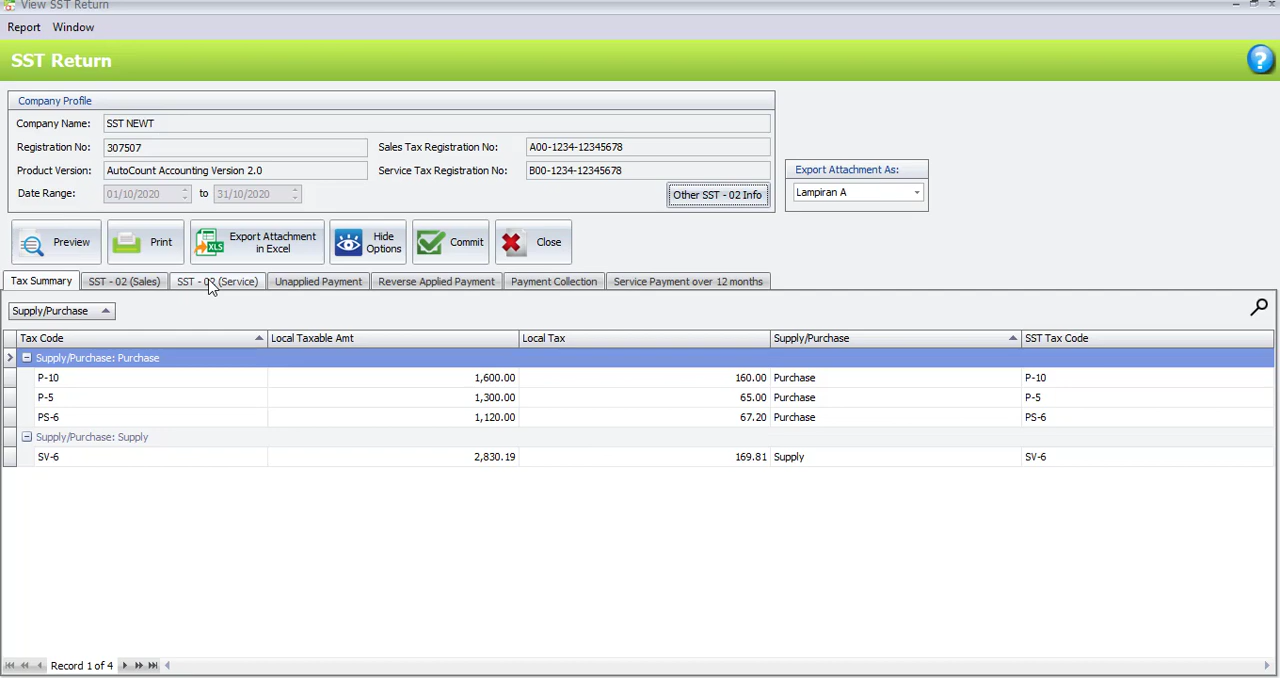 View SST Return
Report Window
SST Return
?
Company Profile
Company Name: SST NEWT
Registration No: 307507 Sales Tax Registration No: A00-1234-12345678
Product Version: AutoCount Accounting Version 2.0 Service Tax Registration No: B00-1234-12345678
Date Range: 01/10/2020 to 31/10/2020 Other SST - 02 Info
Export Attachment As:
Lampiran A
Preview Print XLS Export Attachment in Excel Hide Options Commit Close
Tax Summary SST - 02 (Sales) SST - 02 (Service) Unapplied Payment Reverse Applied Payment Payment Collection Service Payment over 12 months
Supply/Purchase
Tax Code Local Taxable Amt Local Tax Supply/Purchase SST Tax Code
Supply/Purchase: Purchase
P-10 1,600.00 160.00 Purchase P-10
P-5 1,300.00 65.00 Purchase P-5
PS-6 1,120.00 67.20 Purchase PS-6
Supply/Purchase: Supply
SV-6 2,830.19 169.81 Supply SV-6
Record 1 of 4